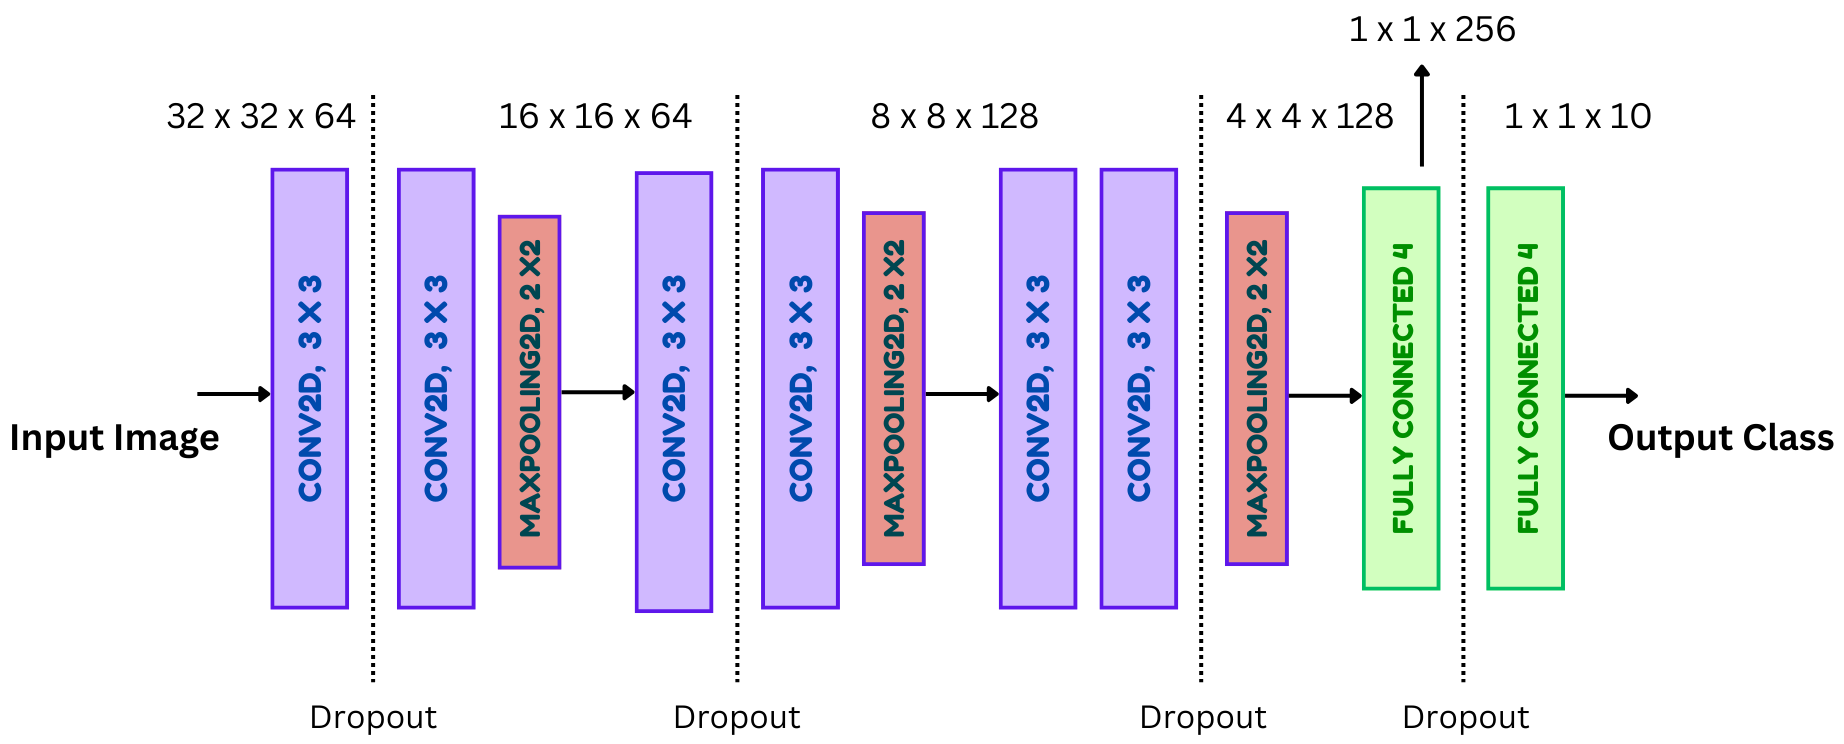 1 x 1 x 256
32 x 32 x 64
16 x 16 x 64
8 x 8 x 128
4 x 4 x 128
1 x 1 x 10
Input Image
CONV2D, 3 X 3
CONV2D, 3 X 3
MAXPOOLING2D, 2 X2
CONV2D, 3 X 3
CONV2D, 3 X 3
MAXPOOLING2D, 2 X2
CONV2D, 3 X 3
CONV2D, 3 X 3
MAXPOOLING2D, 2 X2
FULLY CONNECTED 4
FULLY CONNECTED 4
Output Class
Dropout
Dropout
Dropout
Dropout